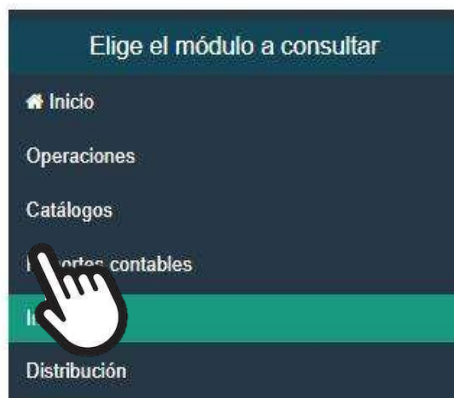 Elige el módulo a consultar
Inicio
Operaciones
Catálogos
contables
Distribución